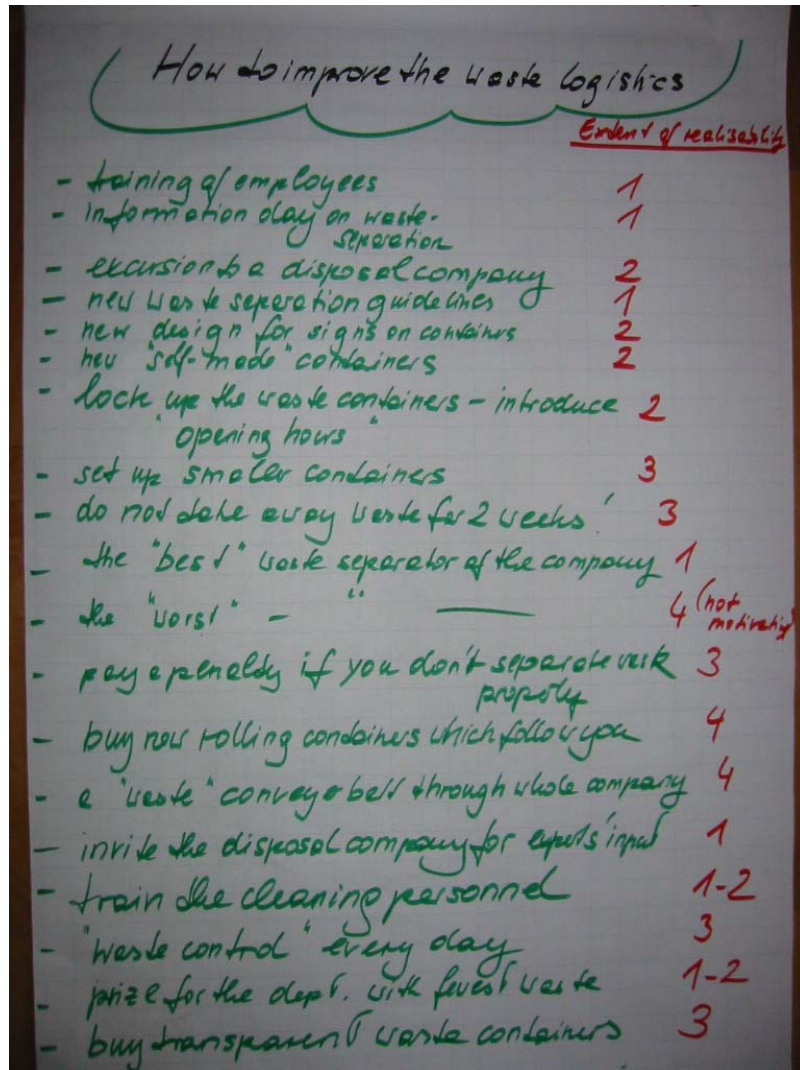 How to improve the waste logistics
Extent of realisability
- training of employees 1
- information day on waste- 1
separation
- excursion to a disposal company 2
- new waste separation guidelines 1
- new design for signs on containers 2
- new "self-made" containers 2
- lock up the waste containers - introduce 2
"opening hours"
- set up smaler containers 3
- do not take away waste for 2 weeks! 3
- the "best" waste separator of the company 1
- the "worst" - " — 4 (not
motivating)
- pay a penalty if you don't separate waste 3
properly
- buy new rolling containers which follow you 4
- a "waste" conveyor belt through whole company 4
- invite the disposal company for experts' input 1
- train the cleaning personnel 1-2
- "waste control" every day 3
- prize for the dept. with fewest waste 1-2
- buy transparent waste containers 3